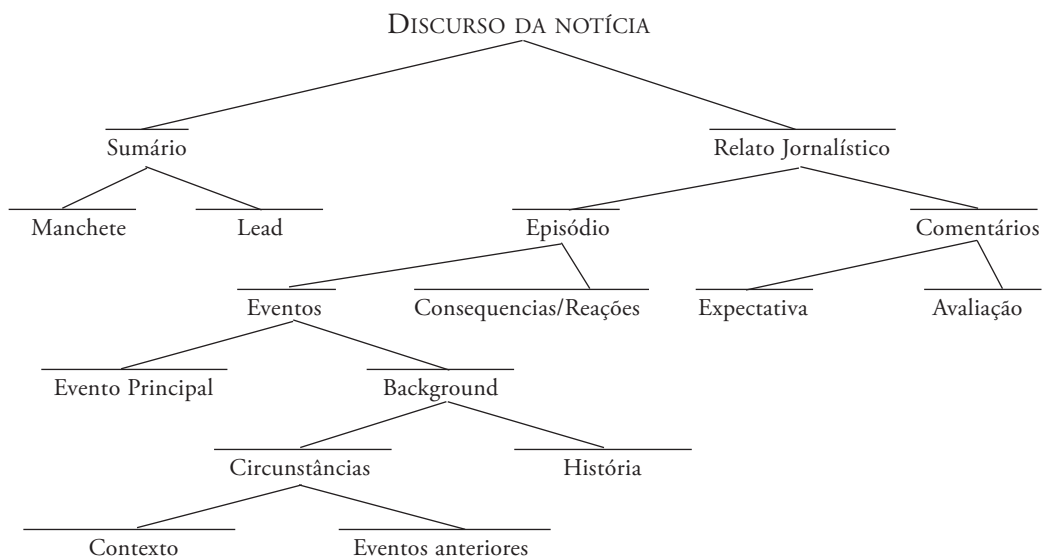 DISCURSO DA NOTÍCIA
Sumário Relato Jornalístico
Manchete Lead Episódio Comentários
Eventos Consequencias/Reações Expectativa Avaliação
Evento Principal Background
Circunstâncias História
Contexto Eventos anteriores